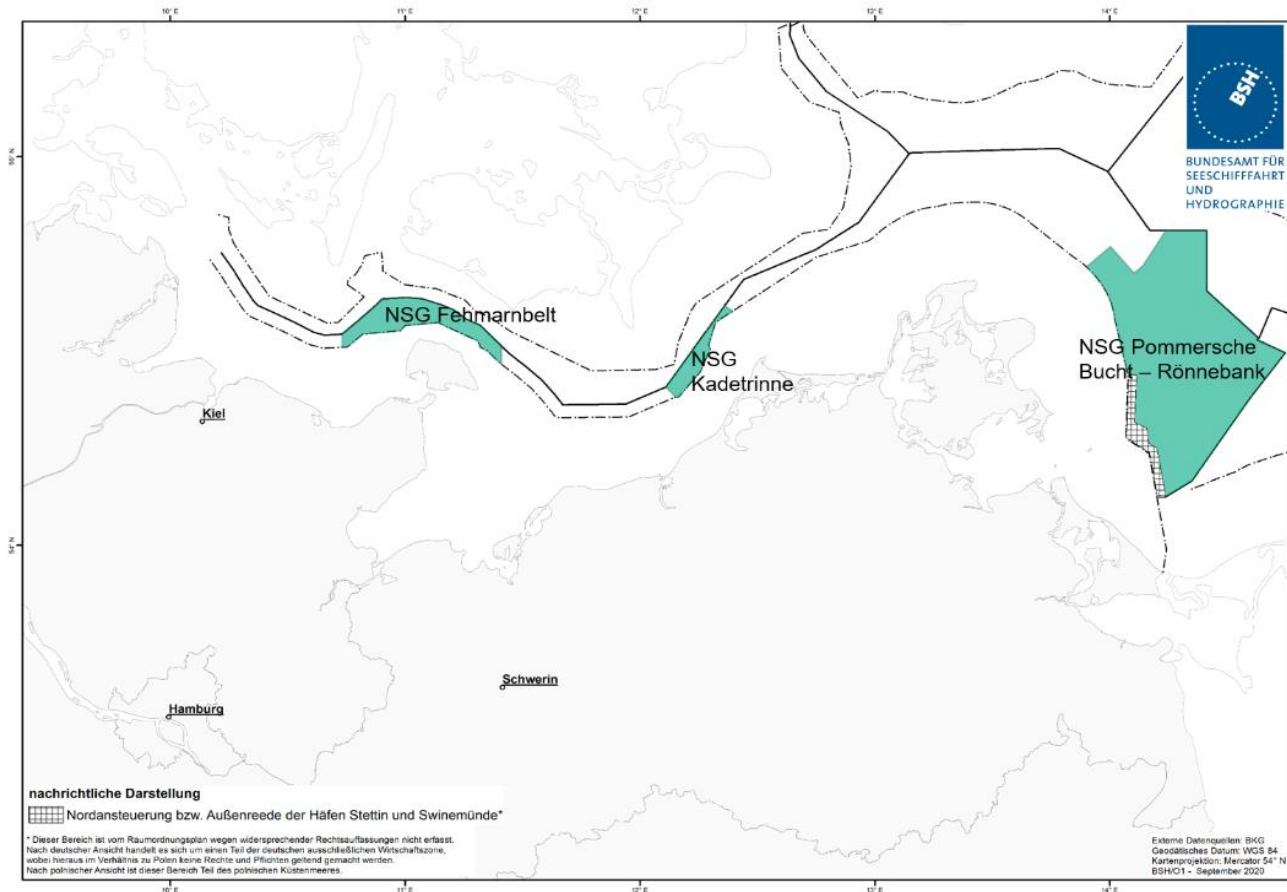 10° E
11° E
12° E
13° E
14° E
BSH
BUNDESAMT FÜR
SEESCHIFFFAHRT
UND
HYDROGRAPHIE
55° N
NSG Fehmarnbelt
NSG
Kadetrinne
NSG Pommersche
Bucht – Rönnebank
Kiel
54° N
Schwerin
Hamburg
nachrichtliche Darstellung
Nordansteuerung bzw. Außenreede der Häfen Stettin und Swinemünde*
* Dieser Bereich ist vom Raumordnungsplan wegen widersprechender Rechtsauffassungen nicht erfasst.
Nach deutscher Ansicht handelt es sich um einen Teil der deutschen ausschließlichen Wirtschaftszone,
wobei hieraus im Verhältnis zu Polen keine Rechte und Pflichten geltend gemacht werden.
Nach polnischer Ansicht ist dieser Bereich Teil des polnischen Küstenmeeres.
Externe Datenquellen: BKG
Geodätisches Datum: WGS 84
Kartenprojektion: Mercator 54° N
BSH/O1 - September 2020
10° E
11° E
12° E
13° E
14° E